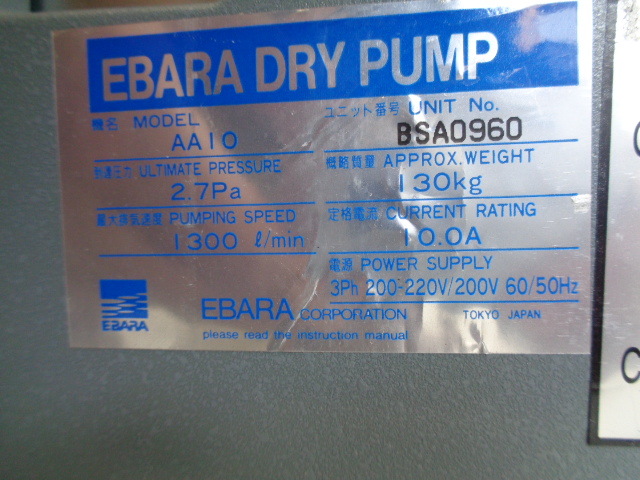 EBARA DRY PUMP
機名 MODEL
AA10
ユニット番号 UNIT No.
BSA0960
到達圧力 ULTIMATE PRESSURE
2.7Pa
概略質量 APPROX.WEIGHT
130kg
最大排気速度 PUMPING SPEED
1300 ℓ/min
定格電流 CURRENT RATING
10.0A
電源 POWER SUPPLY
3Ph 200-220V/200V 60/50Hz
EBARA
EBARA CORPORATION
TOKYO JAPAN
please read the instruction manual
C